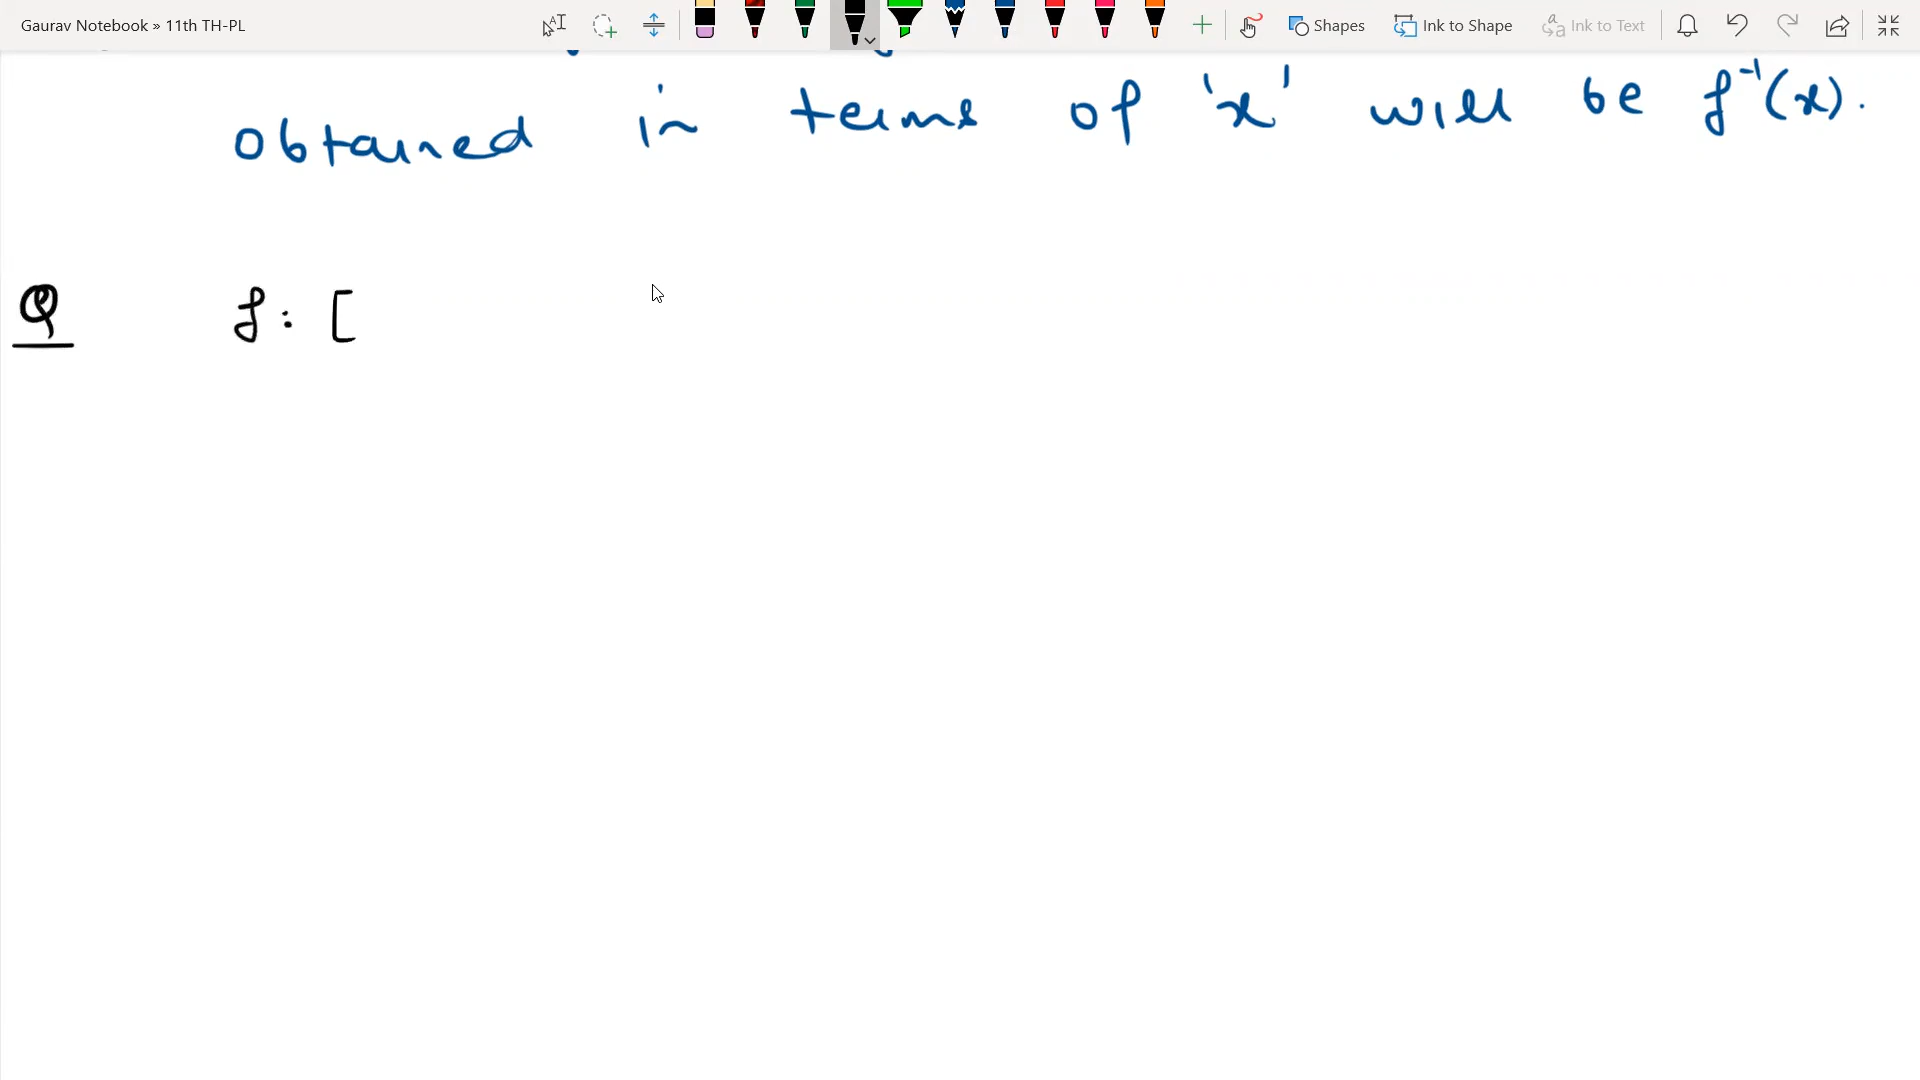 Gaurav Notebook » 11th TH-PL
Shapes
Ink to Shape
Ink to Text
obtained in terms of 'x' will be f⁻¹(x).
Q f: [